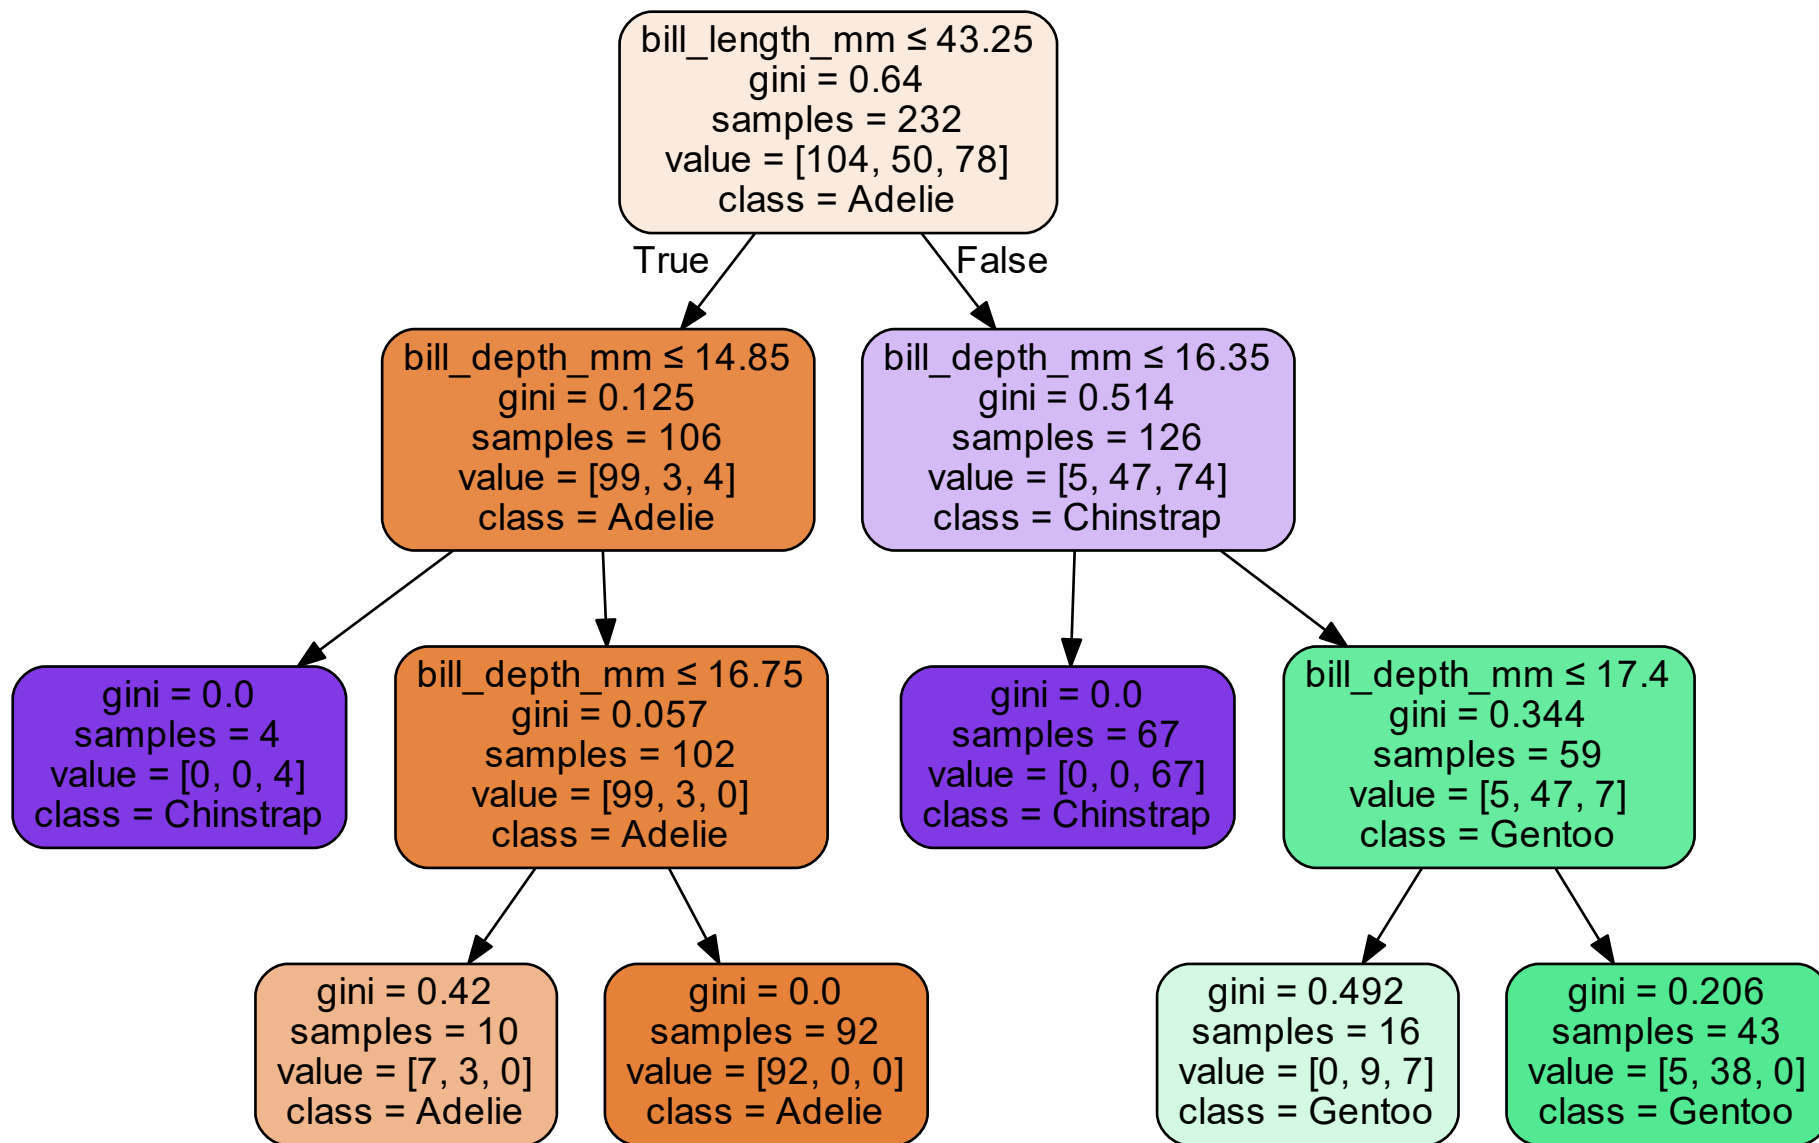 bill_length_mm ≤ 43.25
gini = 0.64
samples = 232
value = [104, 50, 78]
class = Adelie
True
False
bill_depth_mm ≤ 14.85
gini = 0.125
samples = 106
value = [99, 3, 4]
class = Adelie
bill_depth_mm ≤ 16.35
gini = 0.514
samples = 126
value = [5, 47, 74]
class = Chinstrap
gini = 0.0
samples = 4
value = [0, 0, 4]
class = Chinstrap
bill_depth_mm ≤ 16.75
gini = 0.057
samples = 102
value = [99, 3, 0]
class = Adelie
gini = 0.0
samples = 67
value = [0, 0, 67]
class = Chinstrap
bill_depth_mm ≤ 17.4
gini = 0.344
samples = 59
value = [5, 47, 7]
class = Gentoo
gini = 0.42
samples = 10
value = [7, 3, 0]
class = Adelie
gini = 0.0
samples = 92
value = [92, 0, 0]
class = Adelie
gini = 0.492
samples = 16
value = [0, 9, 7]
class = Gentoo
gini = 0.206
samples = 43
value = [5, 38, 0]
class = Gentoo